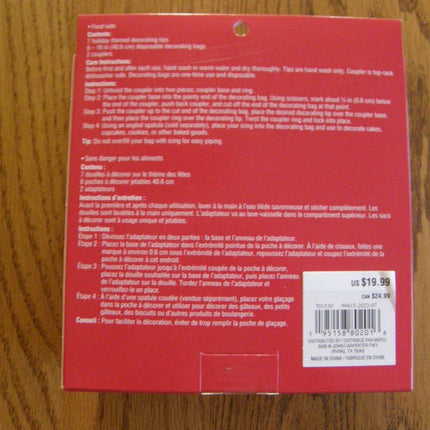 • Food safe
Contents:
7 holiday-themed decorating tips
6 – 16 in (40.6 cm) disposable decorating bags
2 couplers
Care Instructions:
Before first and after each use, hand wash in warm water and dry thoroughly. Tips are hand wash only. Coupler is top-rack
dishwasher safe. Decorating bags are one-time use and disposable.
Instructions:
Step 1: Unravel the coupler into two pieces; coupler base and ring.
Step 2: Place the coupler base into the pointy end of the decorating bag. Using scissors, mark about ¼ in (0.6 cm) below
the end of the coupler, push back coupler, and cut off the end of the decorating bag at that point.
Step 3: Push the coupler up to the cut end of the decorating bag, place the desired decorating tip over the coupler base,
and then place the coupler ring over the decorating tip. Twist the coupler ring and lock into place.
Step 4: Using an angled spatula (sold separately), place your icing into the decorating bag and use to decorate cakes,
cupcakes, cookies, or other baked goods.
Tip: Do not overfill your bag with icing for easy piping.
• Sans danger pour les aliments
Contenu :
7 douilles à décorer sur le thème des fêtes
6 poches à décorer jetables 40.6 cm
2 adaptateurs
Instructions d'entretien :
Avant la première et après chaque utilisation, laver à la main à l'eau tiède savonneuse et sécher complètement. Les
douilles sont lavables à la main uniquement. L'adaptateur va au lave-vaisselle dans le compartiment supérieur. Les sacs
à décorer sont à usage unique et jetables.
Instructions :
Étape 1 : Dévissez l'adaptateur en deux parties : la base et l'anneau de l'adaptateur.
Étape 2 : Placez la base de l'adaptateur dans l'extrémité pointue de la poche à décorer. À l'aide de ciseaux, faites une
marque à environ 0.6 cm sous l'extrémité de l'adaptateur, repoussez l'adaptateur et coupez l'extrémité de la
poche à décorer à cet endroit.
Étape 3 : Poussez l'adaptateur jusqu'à l'extrémité coupée de la poche à décorer,
placez la douille souhaitée sur la base de l'adaptateur, puis placez l'anneau
de l'adaptateur sur la douille. Tordez l'anneau de l'adaptateur et
verrouillez-le en place.
Étape 4 : À l'aide d'une spatule coudée (vendue séparément), placez votre glaçage
dans la poche à décorer et utilisez-la pour décorer des gâteaux, des petits
gâteaux, des biscuits ou d'autres produits de boulangerie.
Conseil : Pour faciliter la décoration, éviter de trop remplir la poche de glaçage.
US $19.99
CAN $24.99
701530 99415-2022-07
1 95158 80207 6
DISTRIBUTED BY / DISTRIBUÉ PAR MSPCI,
3939 W JOHN CARPENTER FWY
IRVING, TX 75063
MADE IN CHINA / FABRIQUÉ EN CHINE